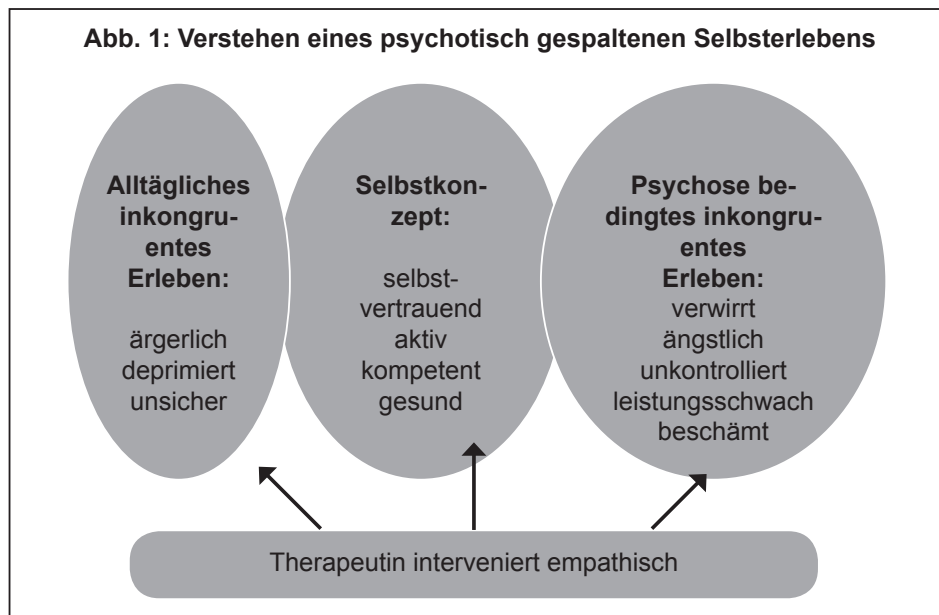 Abb. 1: Verstehen eines psychotisch gespaltenen Selbsterlebens
Alltägliches
inkongru-
entes
Erleben:
ärgerlich
deprimiert
unsicher
Selbstkon-
zept:
selbst-
vertrauend
aktiv
kompetent
gesund
Psychose be-
dingtes inkongru-
entes
Erleben:
verwirrt
ängstlich
unkontrolliert
leistungsschwach
beschämt
Therapeutin interveniert empathisch